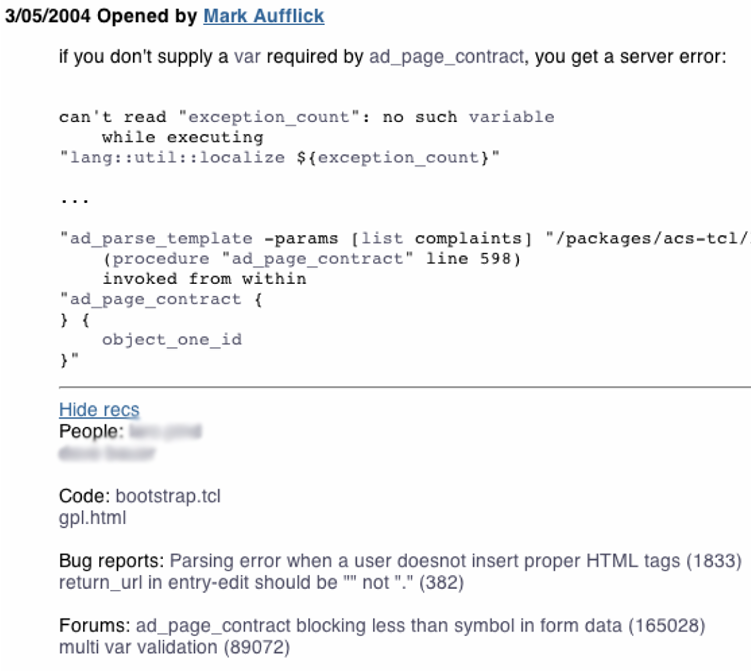 3/05/2004 Opened by Mark Aufflick
if you don't supply a var required by ad_page_contract, you get a server error:
can't read "exception_count": no such variable
while executing
"lang::util::localize ${exception_count}"
...
"ad_parse_template -params [list complaints] "/packages/acs-tcl/
(procedure "ad_page_contract" line 598)
invoked from within
"ad_page_contract {
} {
object_one_id
}"
Hide recs
People:
Code: bootstrap.tcl
gpl.html
Bug reports: Parsing error when a user doesnot insert proper HTML tags (1833)
return_url in entry-edit should be "" not "." (382)
Forums: ad_page_contract blocking less than symbol in form data (165028)
multi var validation (89072)